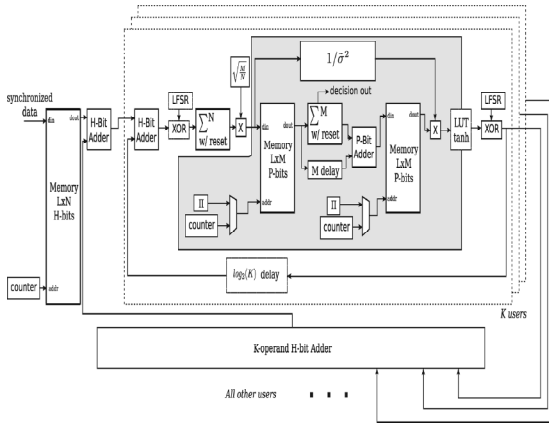 synchronized
data
din
dout
Memory
LxN
H-bits
addr
counter
H-Bit
Adder
H-Bit
Adder
LFSR
XOR
∑N
w/ reset
√M/N
X
1/σ̄²
decision out
din
dout
Memory
LxM
P-bits
addr
∑M
w/ reset
M delay
P-Bit
Adder
din
dout
Memory
LxM
P-bits
addr
X
LUT
tanh
LFSR
XOR
II
counter
II
counter
log₂(K) delay
K users
K-operand H-bit Adder
All other users